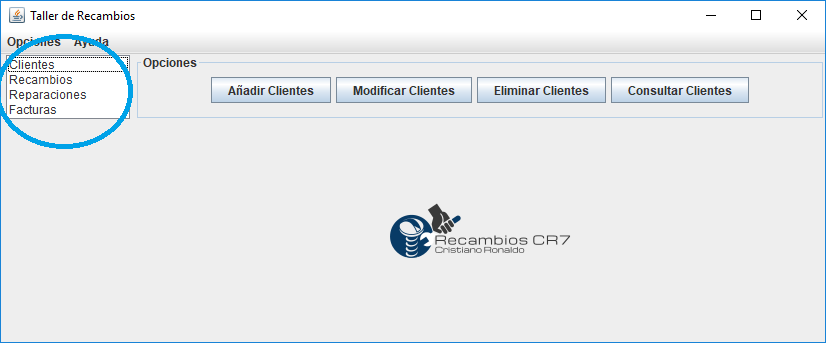 Taller de Recambios
Opciones Ayuda
Clientes
Recambios
Reparaciones
Facturas
Opciones
Añadir Clientes Modificar Clientes Eliminar Clientes Consultar Clientes
Recambios CR7
Cristiano Ronaldo